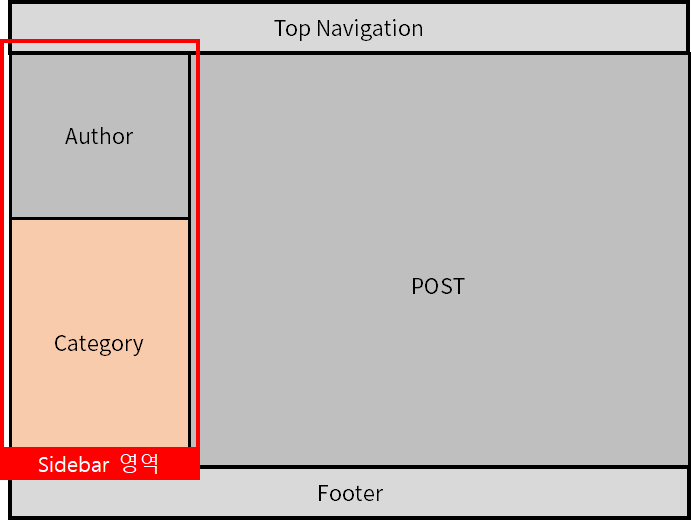 Top Navigation
Author
POST
Category
Sidebar 영역
Footer